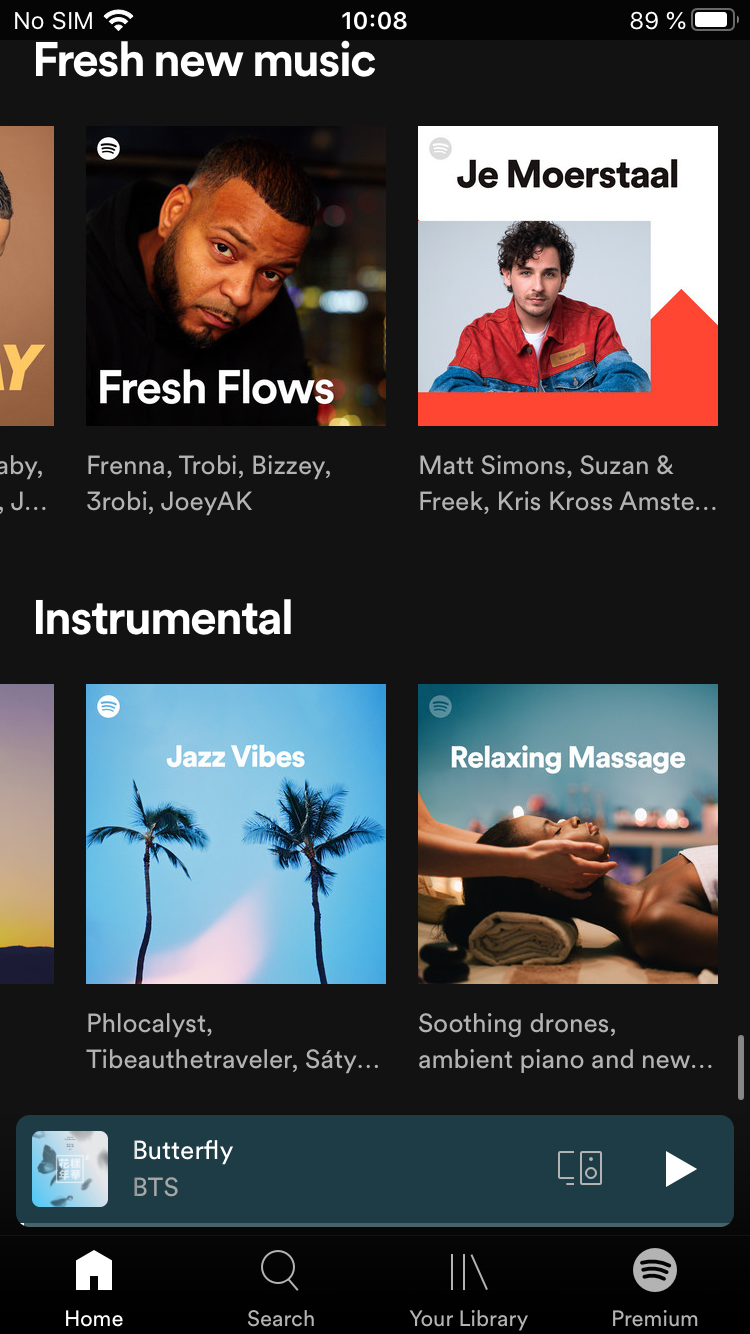 No SIM 10:08 89 %
Fresh new music
AY
Fresh Flows
Je Moerstaal
aby,
, J…
Frenna, Trobi, Bizzey,
3robi, JoeyAK
Matt Simons, Suzan &
Freek, Kris Kross Amste…
Instrumental
Jazz Vibes
Relaxing Massage
Phlocalyst,
Tibeauthetraveler, Sáty…
Soothing drones,
ambient piano and new…
Butterfly
BTS
Home Search Your Library Premium